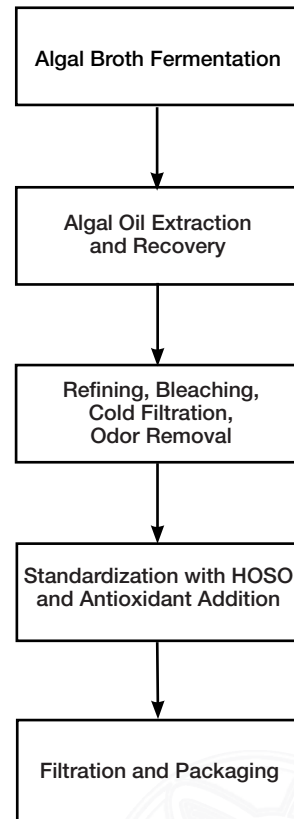 Algal Broth Fermentation
Algal Oil Extraction
and Recovery
Refining, Bleaching,
Cold Filtration,
Odor Removal
Standardization with HOSO
and Antioxidant Addition
Filtration and Packaging